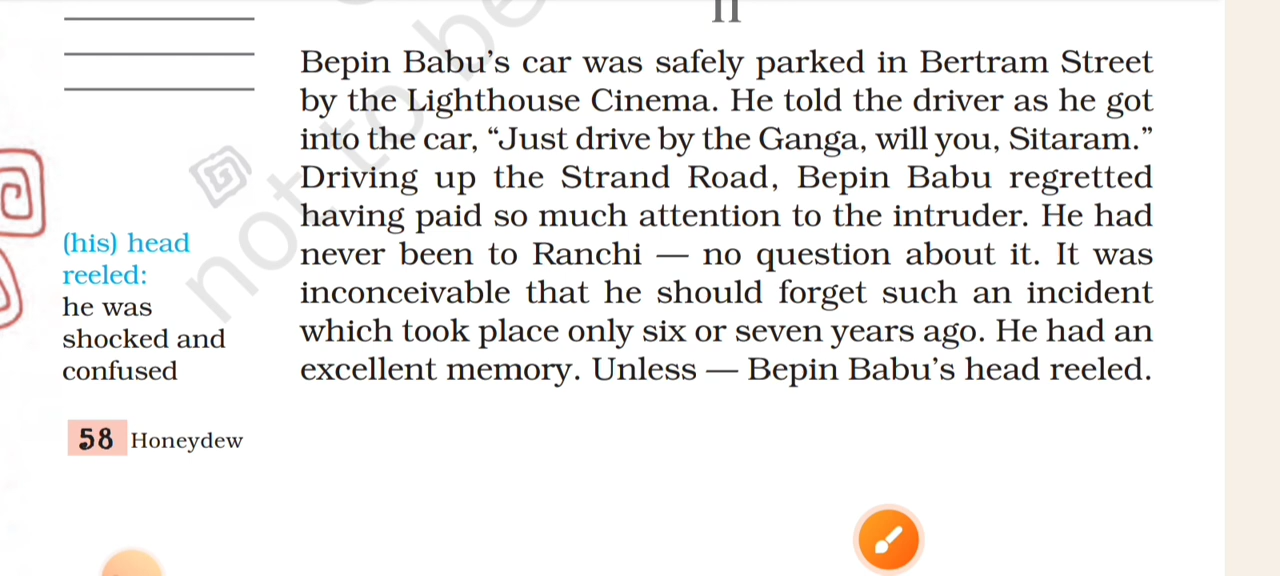 II
Bepin Babu's car was safely parked in Bertram Street
by the Lighthouse Cinema. He told the driver as he got
into the car, “Just drive by the Ganga, will you, Sitaram.”
Driving up the Strand Road, Bepin Babu regretted
having paid so much attention to the intruder. He had
never been to Ranchi — no question about it. It was
inconceivable that he should forget such an incident
which took place only six or seven years ago. He had an
excellent memory. Unless — Bepin Babu's head reeled.
(his) head
reeled:
he was
shocked and
confused
58 Honeydew
not to be